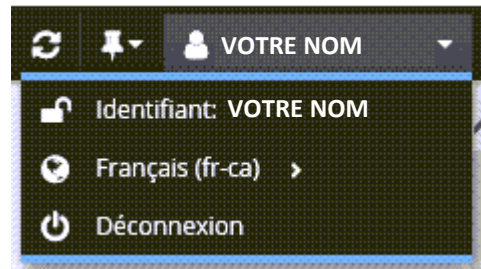 VOTRE NOM
Identifiant: VOTRE NOM
Français (fr-ca)
Déconnexion